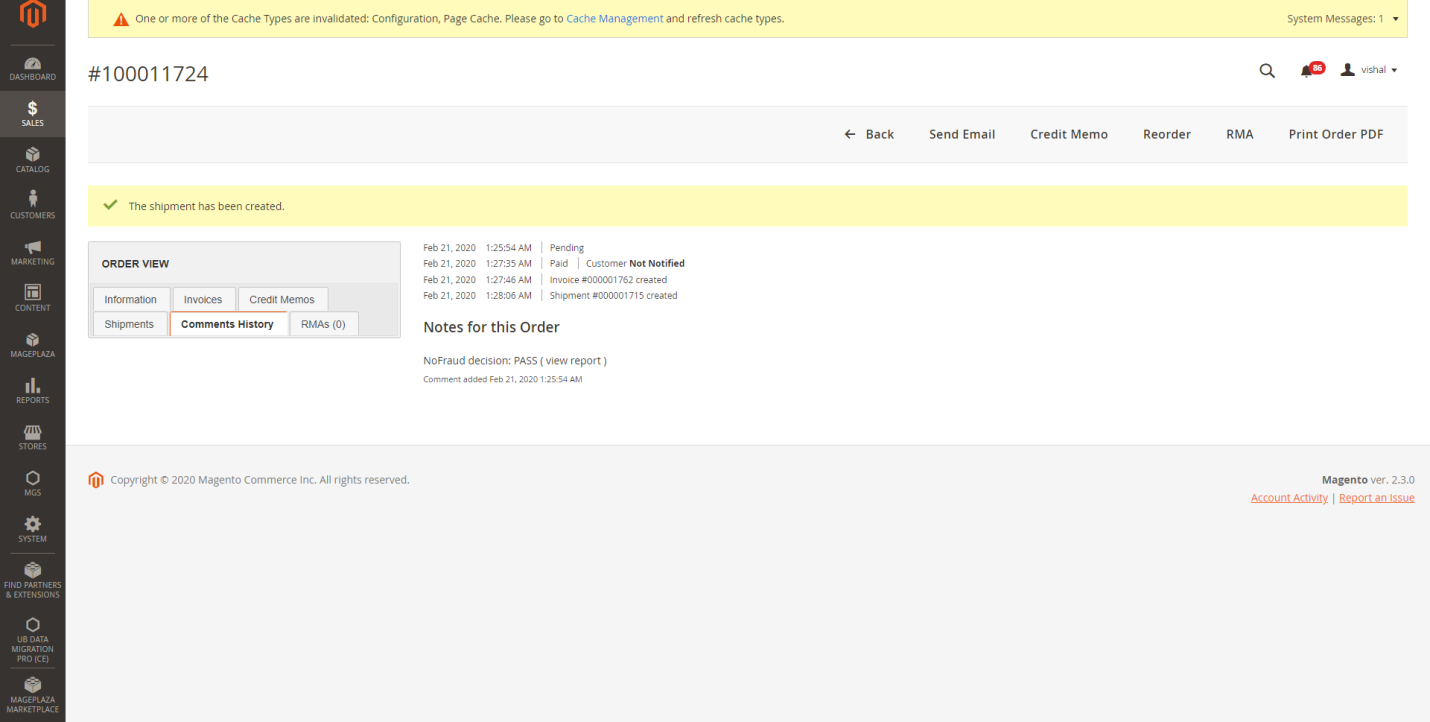 One or more of the Cache Types are invalidated: Configuration, Page Cache. Please go to Cache Management and refresh cache types.
System Messages: 1
#100011724
86
vishal
Back
Send Email
Credit Memo
Reorder
RMA
Print Order PDF
The shipment has been created.
DASHBOARD
$
SALES
CATALOG
CUSTOMERS
MARKETING
CONTENT
MAGEPLAZA
REPORTS
STORES
MGS
SYSTEM
FIND PARTNERS
& EXTENSIONS
UB DATA
MIGRATION
PRO (CE)
MAGEPLAZA
MARKETPLACE
ORDER VIEW
Information
Invoices
Credit Memos
Shipments
Comments History
RMAs (0)
Feb 21, 2020 1:25:54 AM | Pending
Feb 21, 2020 1:27:35 AM | Paid | Customer Not Notified
Feb 21, 2020 1:27:46 AM | Invoice #000001762 created
Feb 21, 2020 1:28:06 AM | Shipment #000001715 created
Notes for this Order
NoFraud decision: PASS ( view report )
Comment added Feb 21, 2020 1:25:54 AM
Copyright © 2020 Magento Commerce Inc. All rights reserved.
Magento ver. 2.3.0
Account Activity | Report an Issue